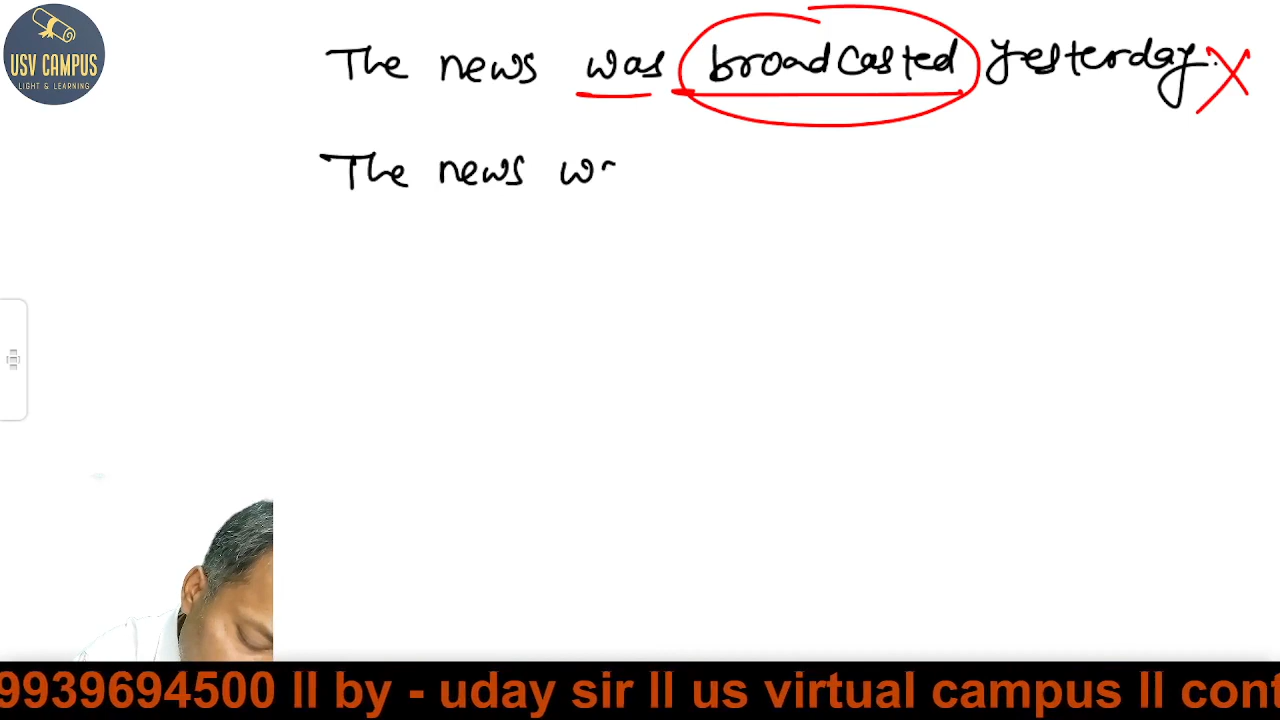 USV CAMPUS
LIGHT & LEARNING
The news was broadcasted yesterday. X
The news w
9939694500 ll by - uday sir ll us virtual campus ll cont